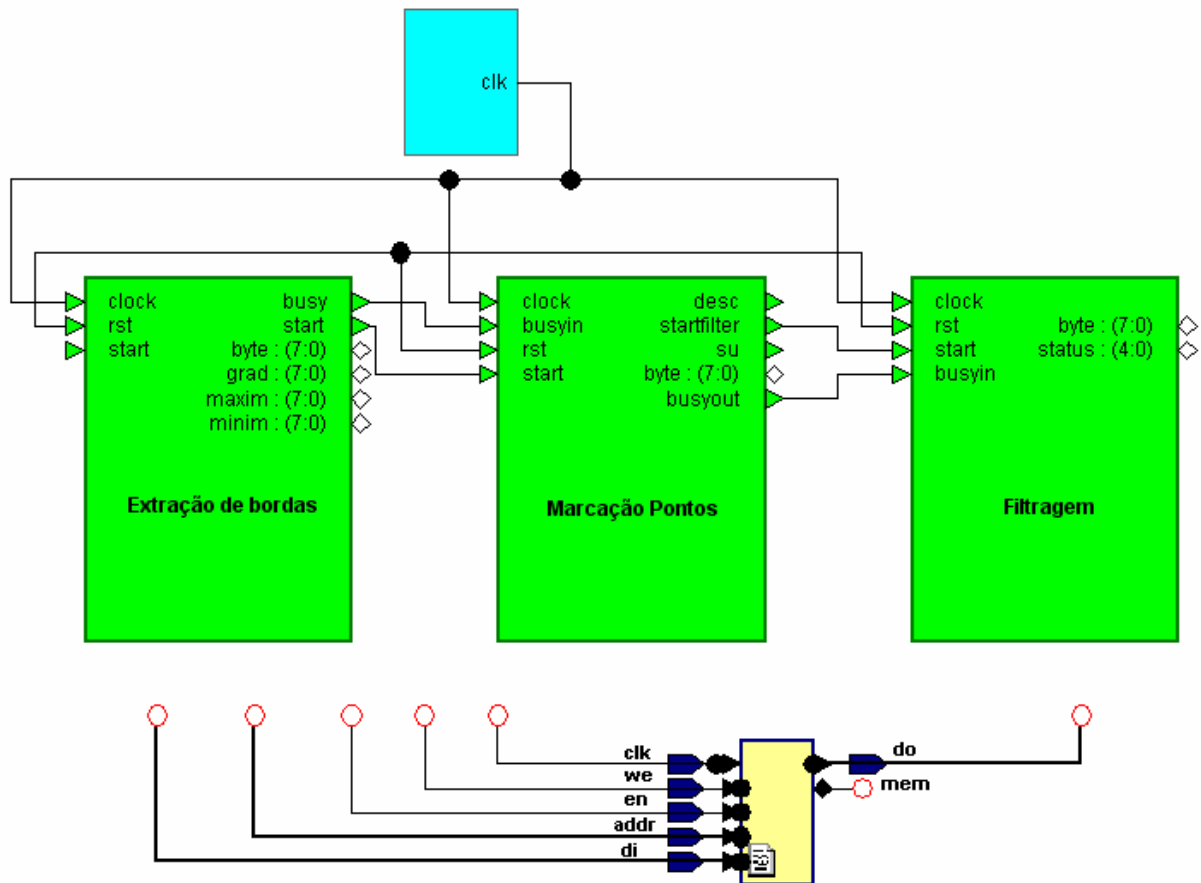 clk
clock busy
rst start
start byte : (7:0)
grad : (7:0)
maxim : (7:0)
minim : (7:0)
Extração de bordas
clock desc
busyin startfilter
rst su
start byte : (7:0)
busyout
Marcação Pontos
clock
rst byte : (7:0)
start status : (4:0)
busyin
Filtragem
clk
we
en
addr
di
do
mem